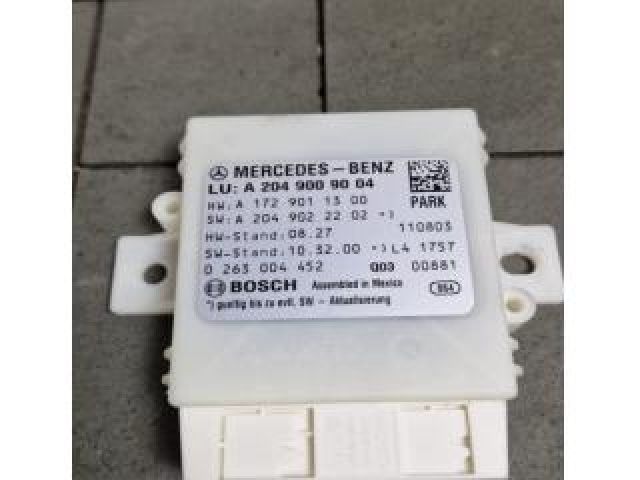 MERCEDES-BENZ
LU: A 204 900 90 04
HW: A 172 901 13 00 PARK
SW: A 204 902 22 02 *)
HW-Stand: 08.27 110803
SW-Stand: 10.32.00 *) L4 1757
0 263 004 452 Q03 00881
BOSCH Assembled in Mexico
*) gueltig bis zu evtl. SW - Aktualisierung